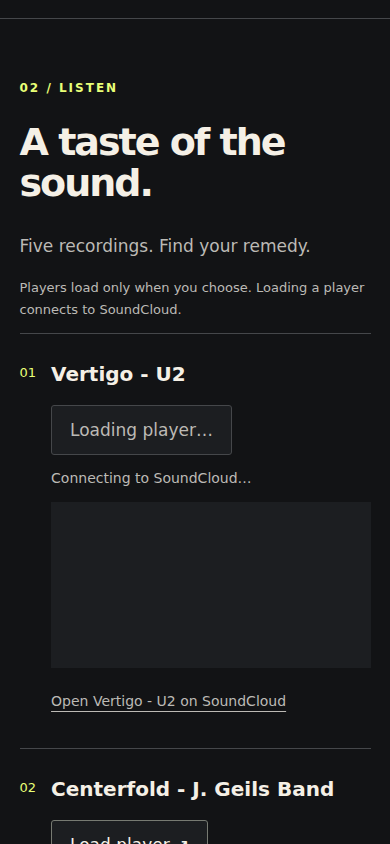 02 / LISTEN
A taste of the
sound.
Five recordings. Find your remedy.
Players load only when you choose. Loading a player
connects to SoundCloud.
01 Vertigo - U2
Loading player…
Connecting to SoundCloud…
Open Vertigo - U2 on SoundCloud
02 Centerfold - J. Geils Band
Load player ↗